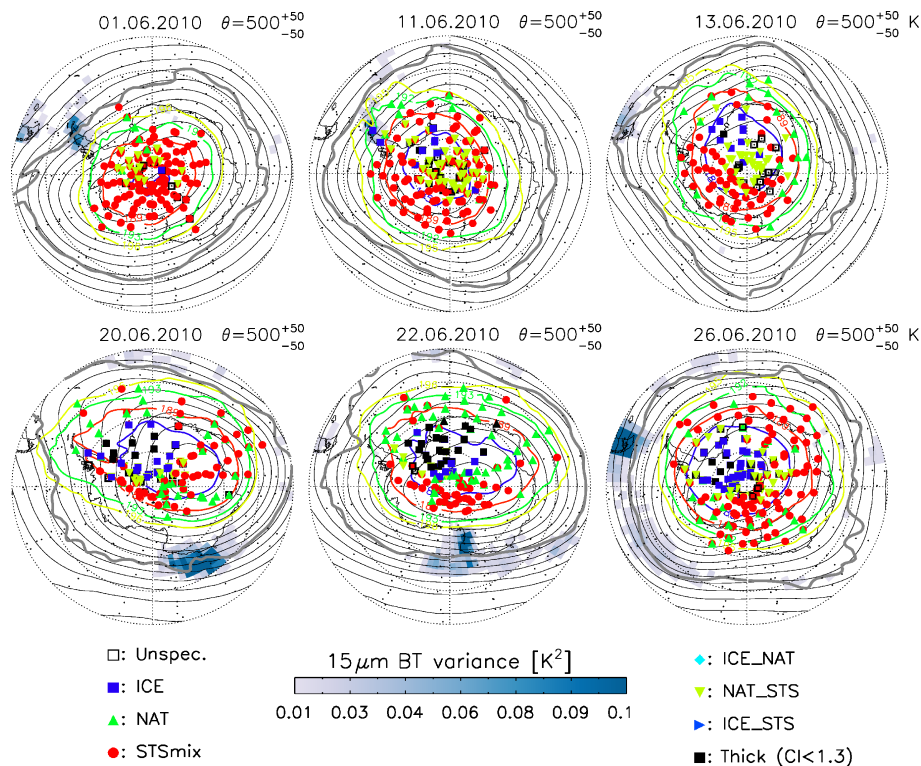 01.06.2010 θ=500 +50 -50
11.06.2010 θ=500 +50 -50
13.06.2010 θ=500 +50 -50 K
20.06.2010 θ=500 +50 -50
22.06.2010 θ=500 +50 -50
26.06.2010 θ=500 +50 -50 K
□: Unspec.
■: ICE
▲: NAT
●: STSmix
15μm BT variance [K²]
0.01 0.03 0.04 0.06 0.08 0.09 0.1
◆: ICE_NAT
▼: NAT_STS
▶: ICE_STS
■: Thick (CI<1.3)